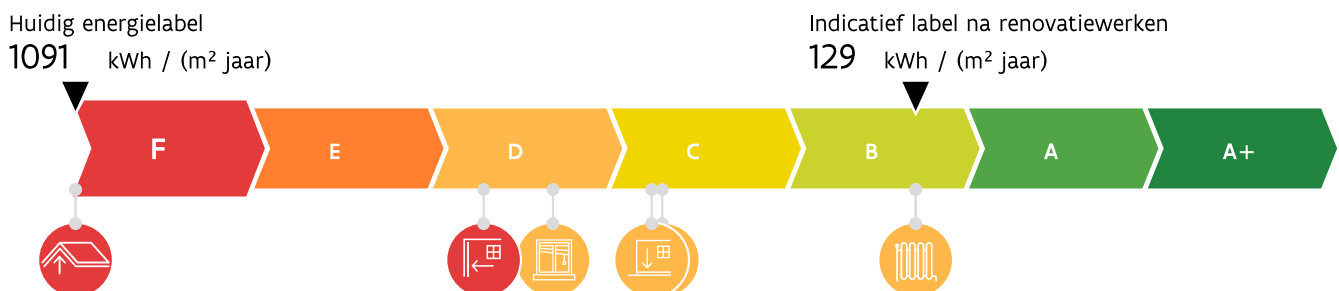 Huidig energielabel
1091 kWh / (m² jaar)
Indicatief label na renovatiewerken
129 kWh / (m² jaar)
F E D C B A A+